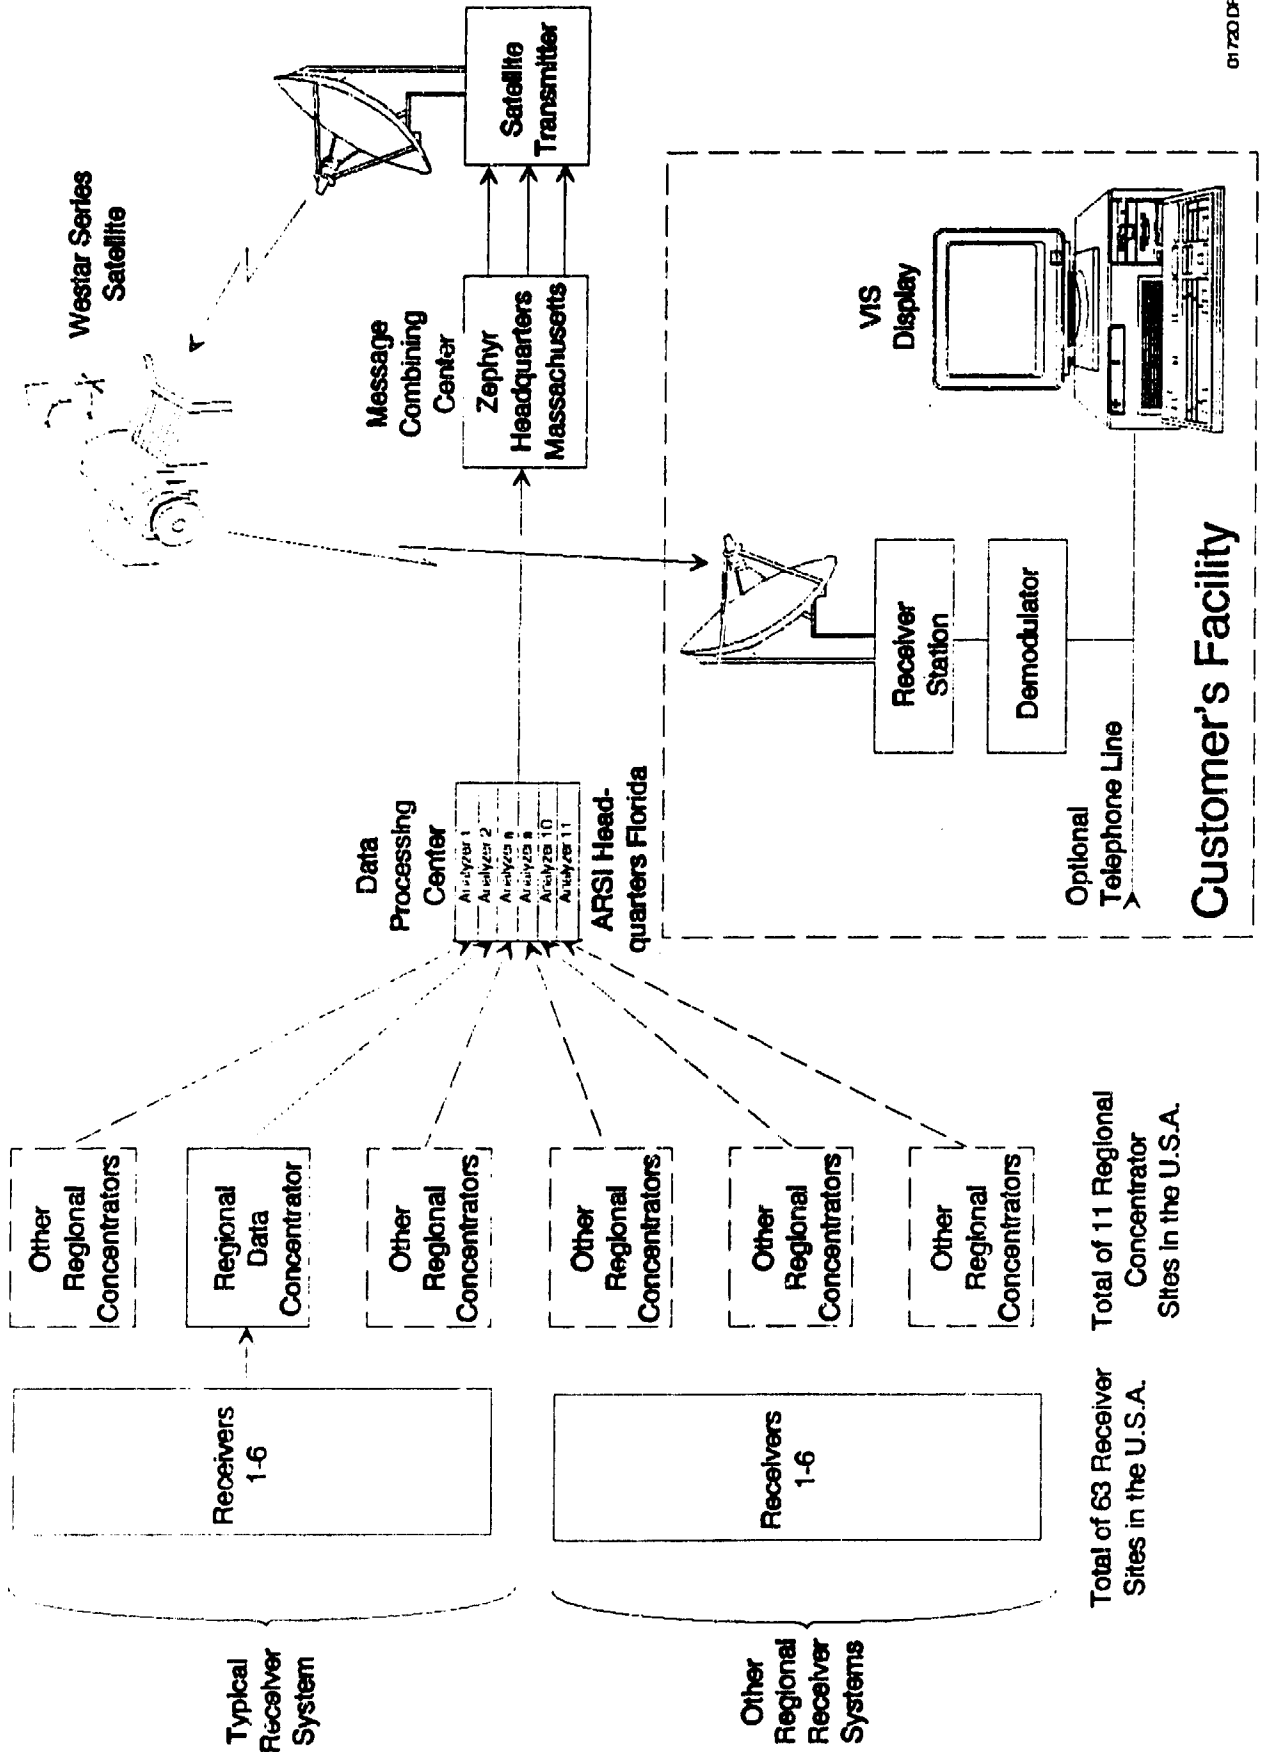 Typical
Receiver
System
Other
Regional
Receiver
Systems
Receivers
1-6
Receivers
1-6
Total of 63 Receiver
Sites in the U.S.A.
Other
Regional
Concentrators
Regional
Data
Concentrator
Other
Regional
Concentrators
Other
Regional
Concentrators
Other
Regional
Concentrators
Other
Regional
Concentrators
Total of 11 Regional
Concentrator
Sites in the U.S.A.
Data
Processing
Center
Analyzer 1
Analyzer 2
Analyzer n
Analyzer n
Analyzer 10
Analyzer 11
ARSI Head-
quarters Florida
Message
Combining
Center
Zephyr
Headquarters
Massachusetts
Westar Series
Satellite
Satellite
Transmitter
Receiver
Station
Demodulator
Optional
Telephone Line
VIS
Display
Customer's Facility